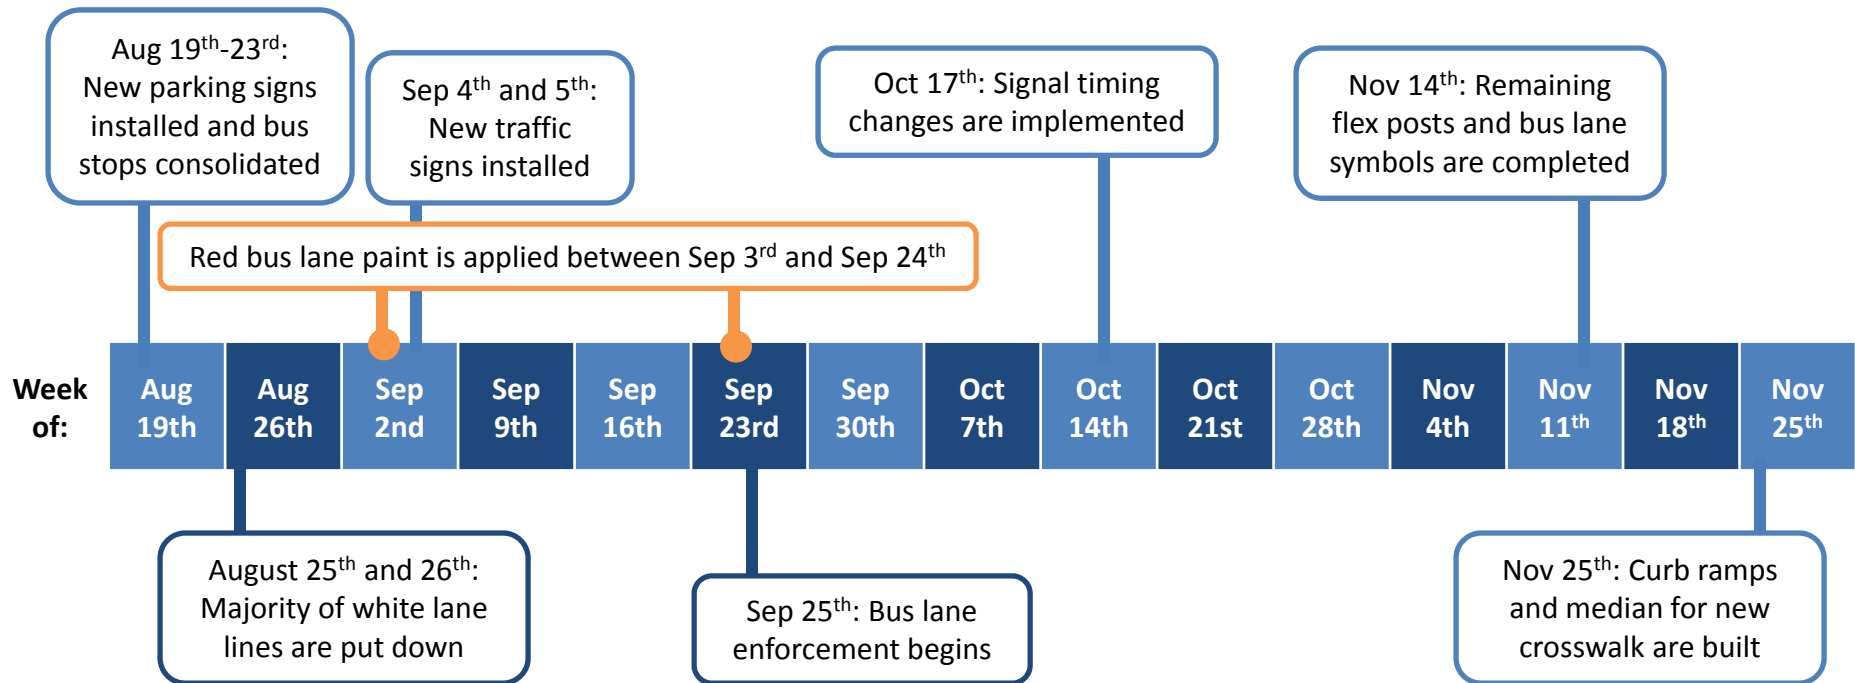 Aug 19th-23rd:
New parking signs
installed and bus
stops consolidated
Sep 4th and 5th:
New traffic
signs installed
Oct 17th: Signal timing
changes are implemented
Nov 14th: Remaining
flex posts and bus lane
symbols are completed
Red bus lane paint is applied between Sep 3rd and Sep 24th
Week
of:
Aug
19th
Aug
26th
Sep
2nd
Sep
9th
Sep
16th
Sep
23rd
Sep
30th
Oct
7th
Oct
14th
Oct
21st
Oct
28th
Nov
4th
Nov
11th
Nov
18th
Nov
25th
August 25th and 26th:
Majority of white lane
lines are put down
Sep 25th: Bus lane
enforcement begins
Nov 25th: Curb ramps
and median for new
crosswalk are built